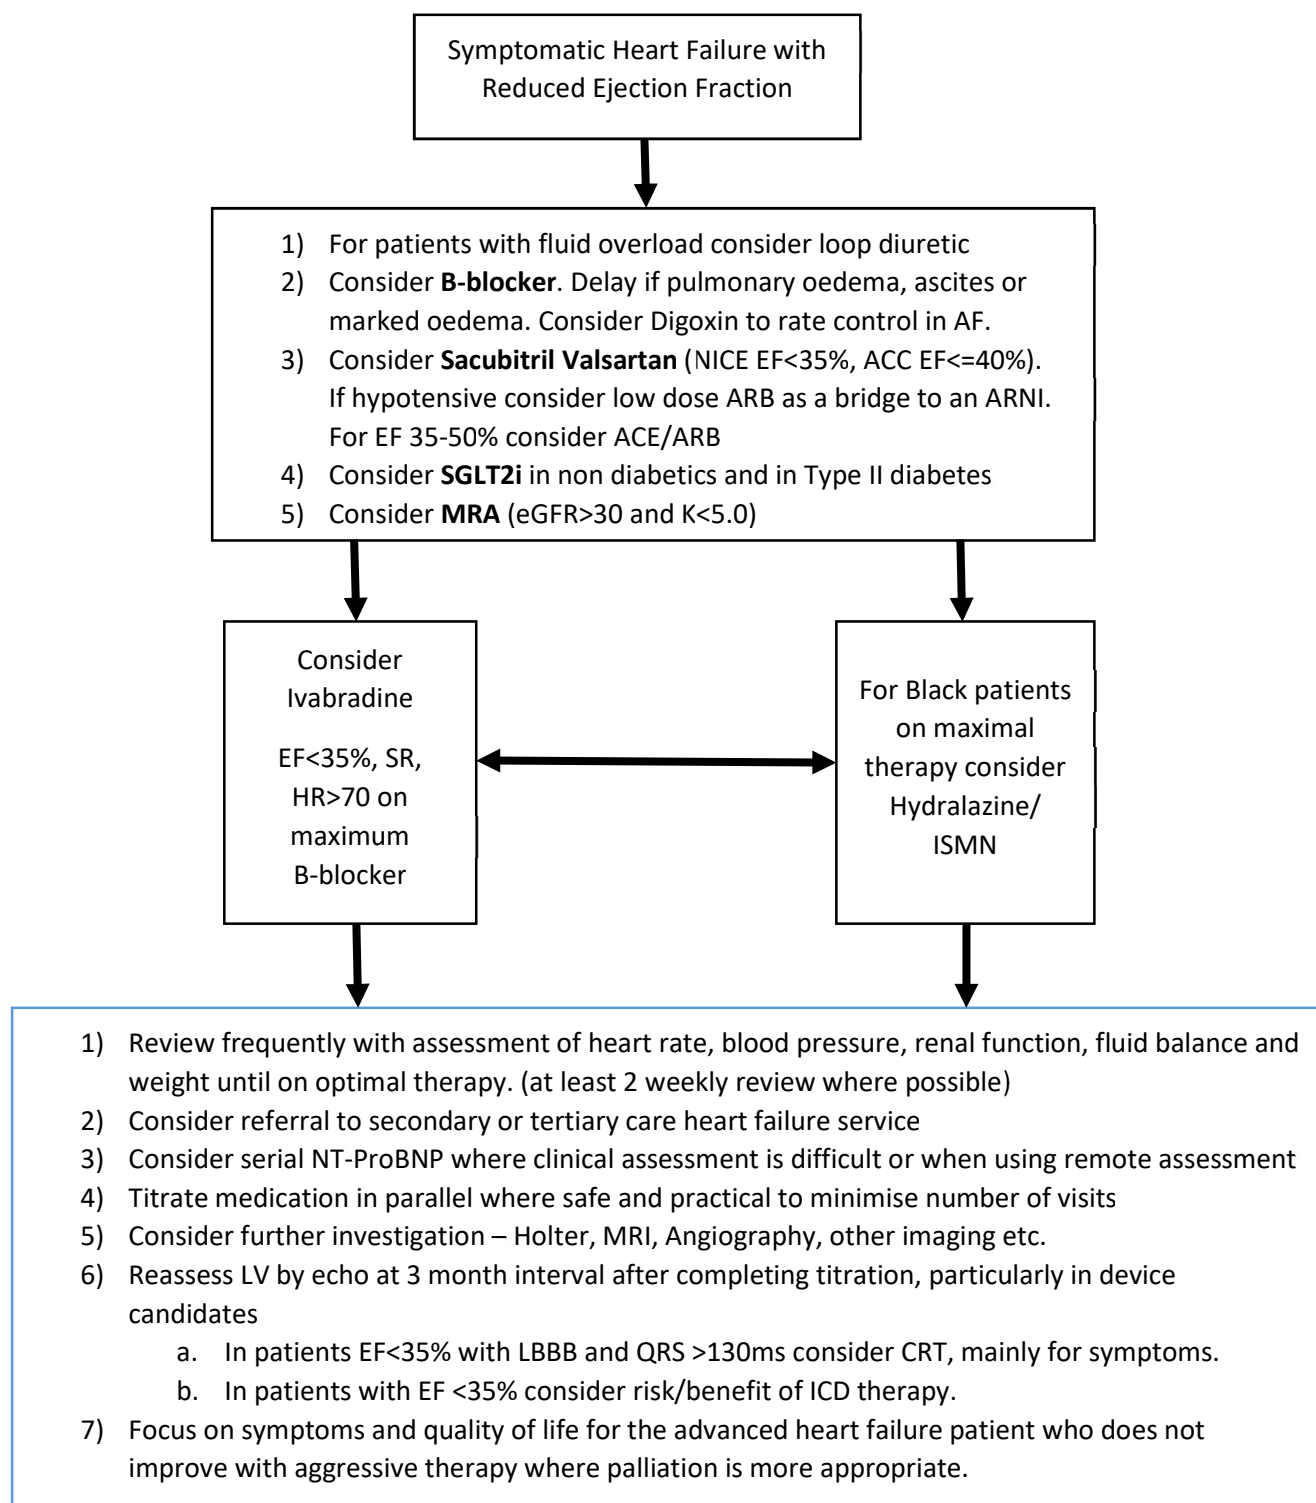 Symptomatic Heart Failure with
Reduced Ejection Fraction
1) For patients with fluid overload consider loop diuretic
2) Consider B-blocker. Delay if pulmonary oedema, ascites or
marked oedema. Consider Digoxin to rate control in AF.
3) Consider Sacubitril Valsartan (NICE EF<35%, ACC EF<=40%).
If hypotensive consider low dose ARB as a bridge to an ARNI.
For EF 35-50% consider ACE/ARB
4) Consider SGLT2i in non diabetics and in Type II diabetes
5) Consider MRA (eGFR>30 and K<5.0)
Consider
Ivabradine
EF<35%, SR,
HR>70 on
maximum
B-blocker
For Black patients
on maximal
therapy consider
Hydralazine/
ISMN
1) Review frequently with assessment of heart rate, blood pressure, renal function, fluid balance and
weight until on optimal therapy. (at least 2 weekly review where possible)
2) Consider referral to secondary or tertiary care heart failure service
3) Consider serial NT-ProBNP where clinical assessment is difficult or when using remote assessment
4) Titrate medication in parallel where safe and practical to minimise number of visits
5) Consider further investigation – Holter, MRI, Angiography, other imaging etc.
6) Reassess LV by echo at 3 month interval after completing titration, particularly in device
candidates
a. In patients EF<35% with LBBB and QRS >130ms consider CRT, mainly for symptoms.
b. In patients with EF <35% consider risk/benefit of ICD therapy.
7) Focus on symptoms and quality of life for the advanced heart failure patient who does not
improve with aggressive therapy where palliation is more appropriate.